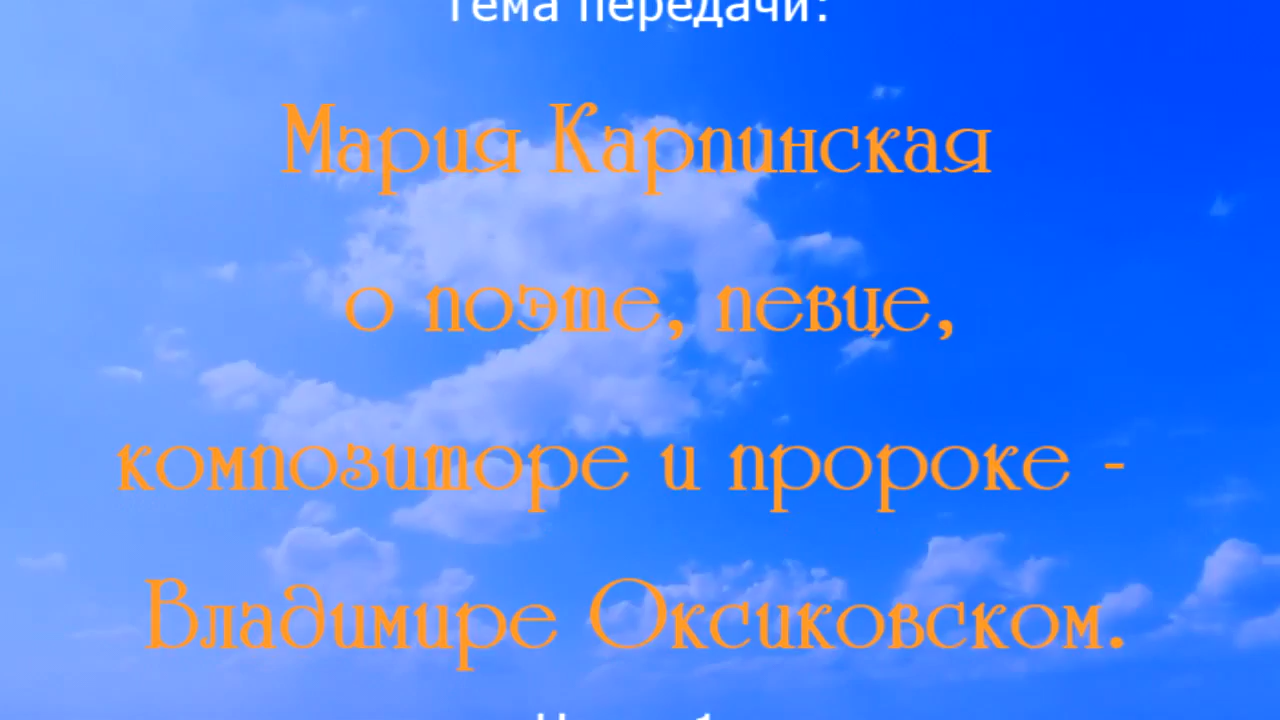 Тема передачи:
Мария Карпинская
о поэте, певце,
композиторе и пророке -
Владимире Оксиковском.